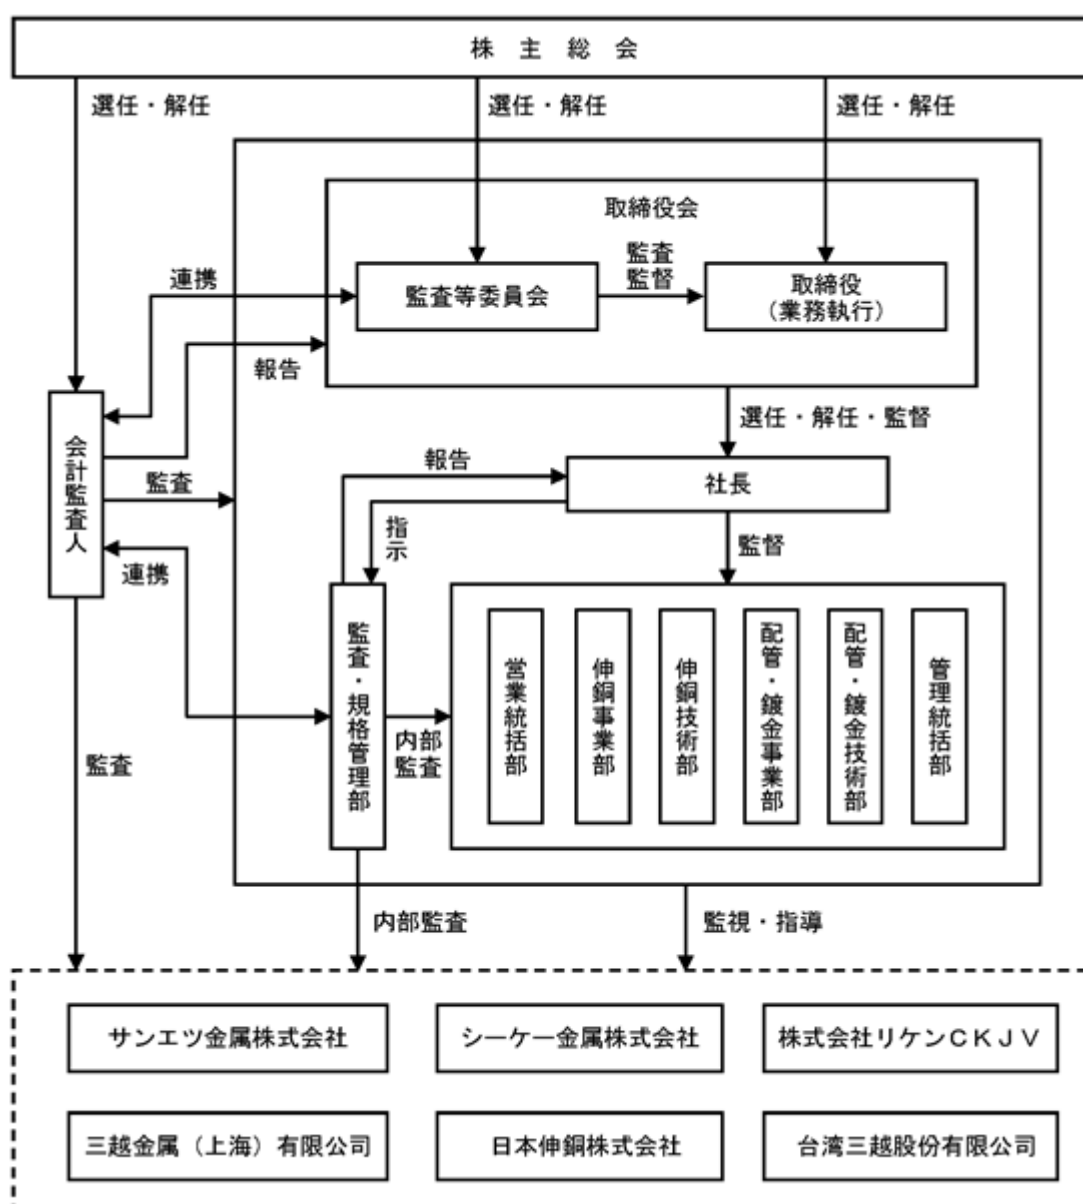 株 主 総 会
選任・解任
選任・解任
選任・解任
取締役会
監査
監督
連携
監査等委員会
取締役
(業務執行)
報告
選任・解任・監督
会計監査人
報告
社長
監査
指示
監督
連携
監査・規格管理部
営業統括部
伸銅事業部
伸銅技術部
配管・鍍金事業部
配管・鍍金技術部
管理統括部
内部
監査
監査
内部監査
監視・指導
サンエツ金属株式会社
シーケー金属株式会社
株式会社リケンCKJV
三越金属(上海)有限公司
日本伸銅株式会社
台湾三越股份有限公司